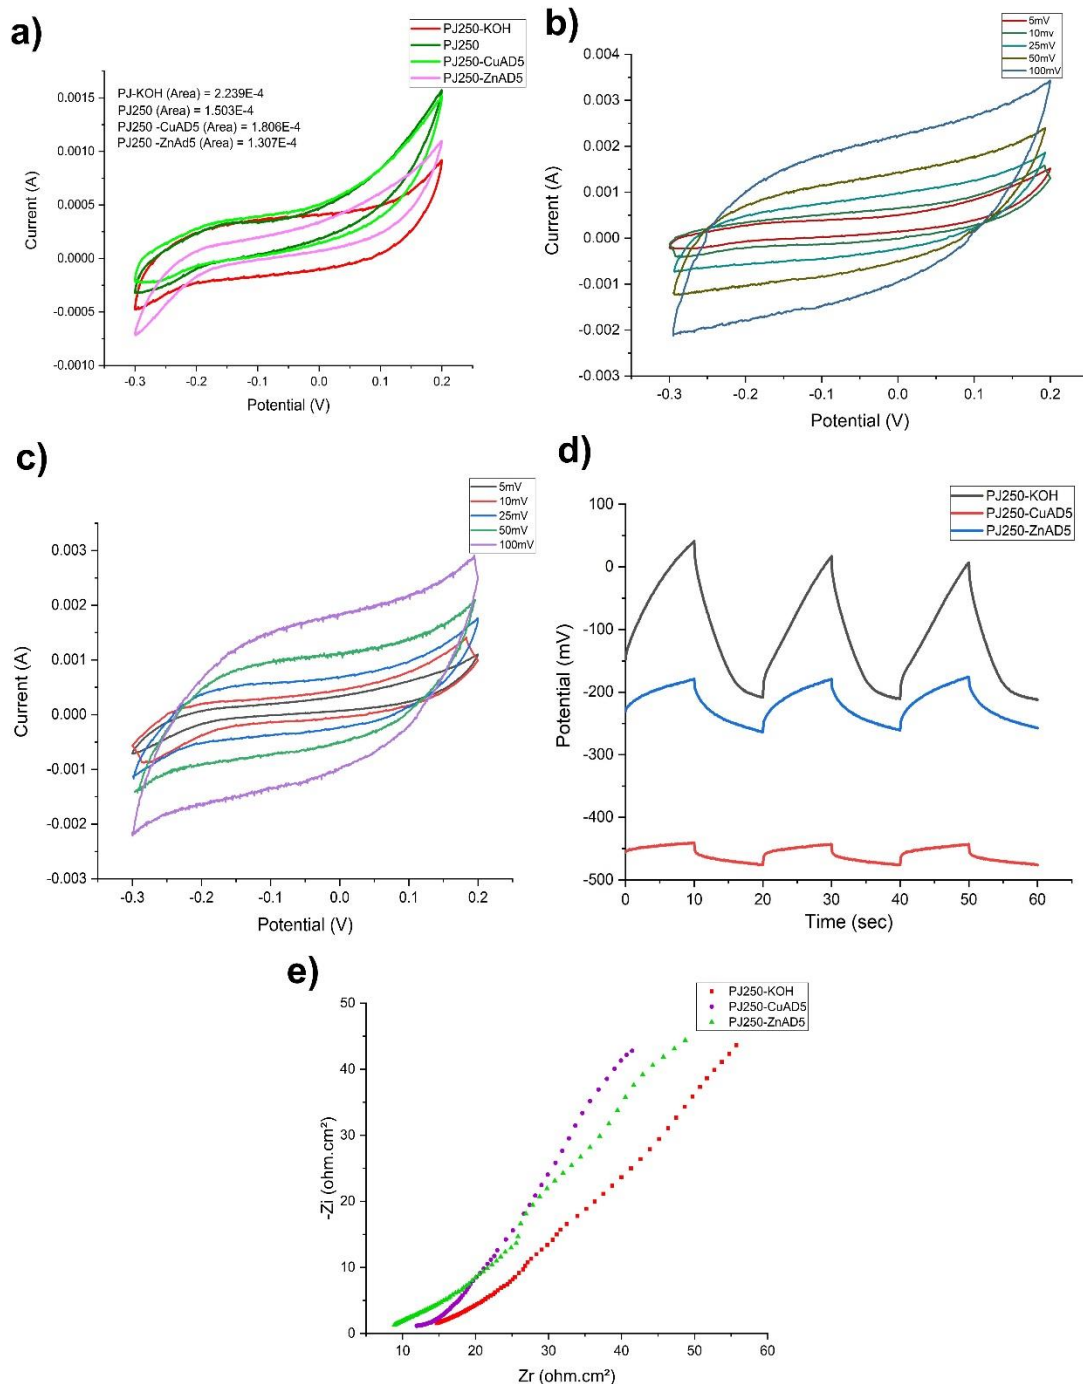 a)
PJ250-KOH
PJ250
PJ250-CuAD5
PJ250-ZnAD5
PJ-KOH (Area) = 2.239E-4
PJ250 (Area) = 1.503E-4
PJ250 -CuAD5 (Area) = 1.806E-4
PJ250 -ZnAd5 (Area) = 1.307E-4
0.0015
0.0010
0.0005
0.0000
-0.0005
-0.0010
Current (A)
-0.3 -0.2 -0.1 0.0 0.1 0.2
Potential (V)
b)
5mV
10mv
25mV
50mV
100mV
0.004
0.003
0.002
0.001
0.000
-0.001
-0.002
-0.003
Current (A)
-0.3 -0.2 -0.1 0.0 0.1 0.2
Potential (V)
c)
5mV
10mV
25mV
50mV
100mV
0.003
0.002
0.001
0.000
-0.001
-0.002
-0.003
Current (A)
-0.3 -0.2 -0.1 0.0 0.1 0.2
Potential (V)
d)
PJ250-KOH
PJ250-CuAD5
PJ250-ZnAD5
100
0
-100
-200
-300
-400
-500
Potential (mV)
0 10 20 30 40 50 60
Time (sec)
e)
PJ250-KOH
PJ250-CuAD5
PJ250-ZnAD5
50
40
30
20
10
0
-Zi (ohm.cm²)
10 20 30 40 50 60
Zr (ohm.cm²)